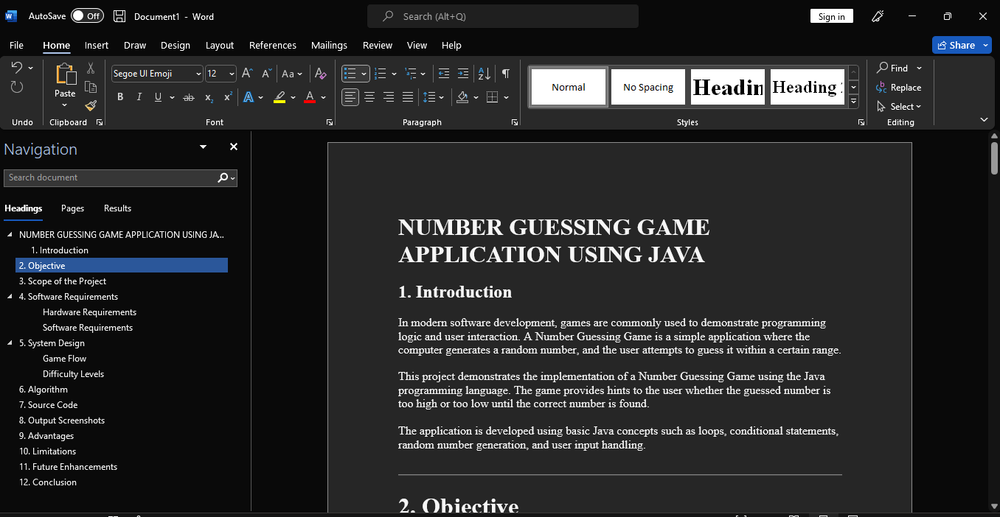 AutoSave Off Document1 - Word Search (Alt+Q) Sign in
File Home Insert Draw Design Layout References Mailings Review View Help Share
Segoe UI Emoji 12 Aa Normal No Spacing Headin Heading Find
Paste Replace
B I U ab x₂ x² A A Select
Undo Clipboard Font Paragraph Styles Editing
Navigation
Search document
Headings Pages Results
NUMBER GUESSING GAME APPLICATION USING JA...
1. Introduction
2. Objective
3. Scope of the Project
4. Software Requirements
Hardware Requirements
Software Requirements
5. System Design
Game Flow
Difficulty Levels
6. Algorithm
7. Source Code
8. Output Screenshots
9. Advantages
10. Limitations
11. Future Enhancements
12. Conclusion
NUMBER GUESSING GAME
APPLICATION USING JAVA
1. Introduction
In modern software development, games are commonly used to demonstrate programming
logic and user interaction. A Number Guessing Game is a simple application where the
computer generates a random number, and the user attempts to guess it within a certain range.
This project demonstrates the implementation of a Number Guessing Game using the Java
programming language. The game provides hints to the user whether the guessed number is
too high or too low until the correct number is found.
The application is developed using basic Java concepts such as loops, conditional statements,
random number generation, and user input handling.
2. Objective